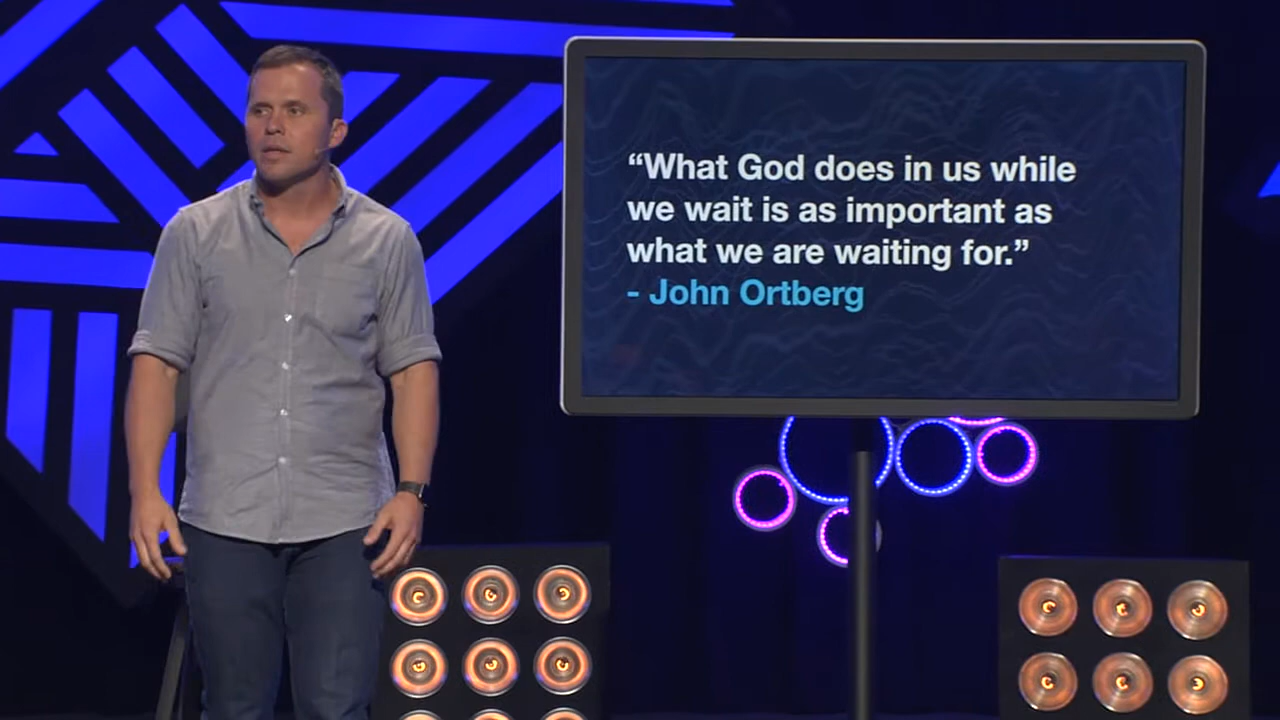 “What God does in us while
we wait is as important as
what we are waiting for.”
- John Ortberg